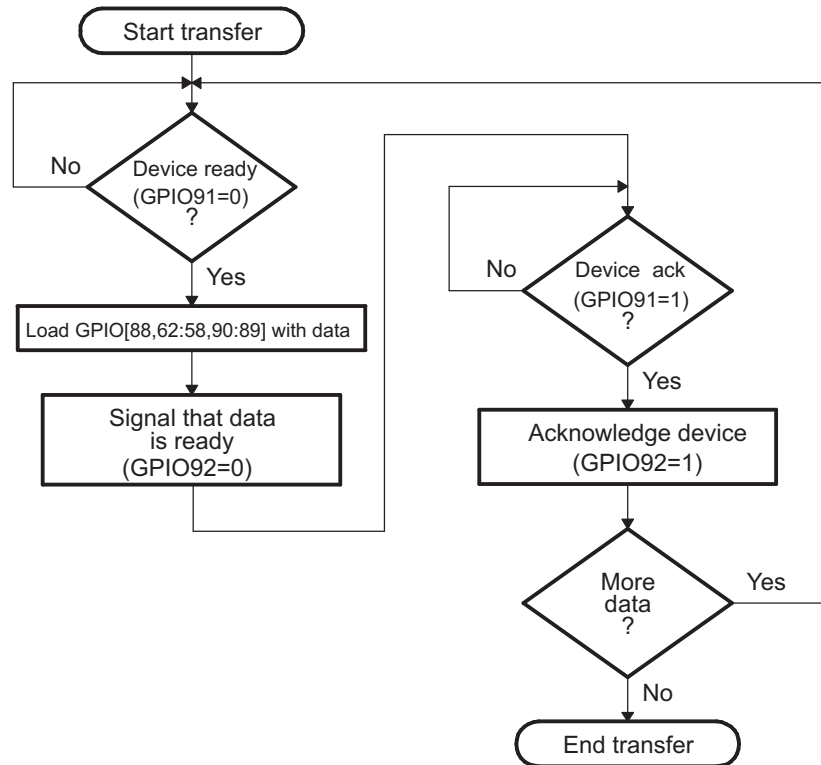 Start transfer
No
Device ready
(GPIO91=0)
?
Yes
Load GPIO[88,62:58,90:89] with data
Signal that data
is ready
(GPIO92=0)
No
Device ack
(GPIO91=1)
?
Yes
Acknowledge device
(GPIO92=1)
More
data
?
Yes
No
End transfer